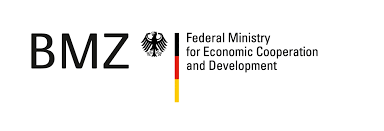 BMZ
Federal Ministry
for Economic Cooperation
and Development